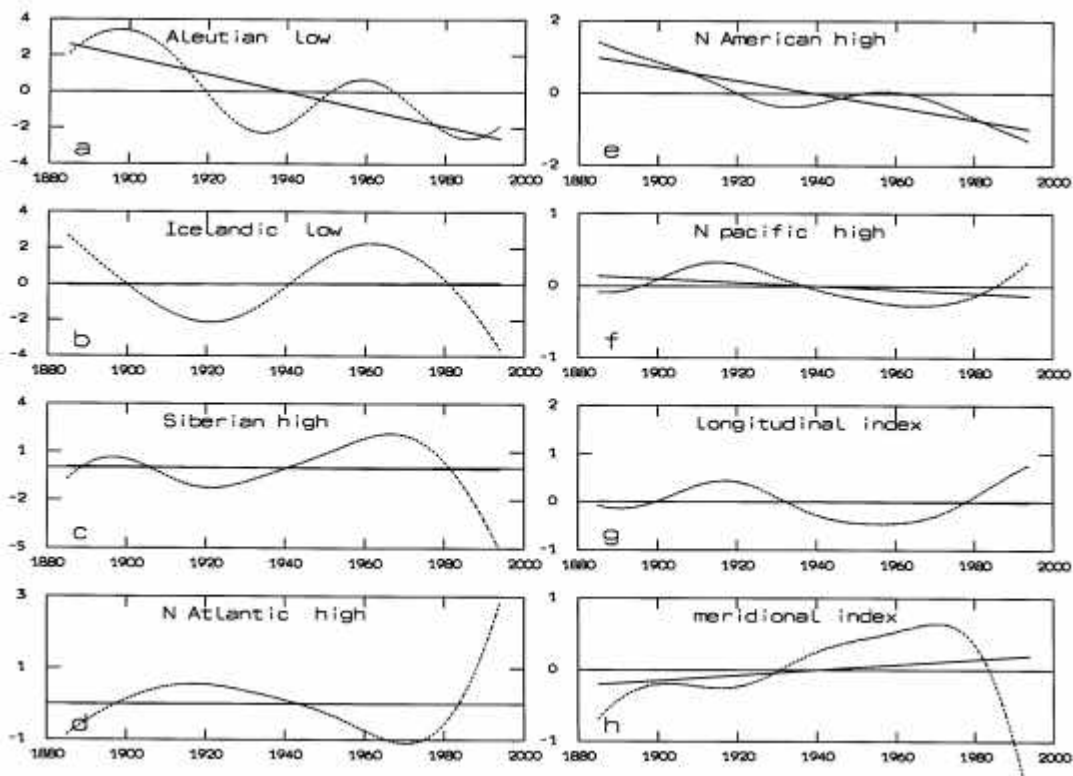 Aleutian low
4
2
0
-2
-4
a
1880 1900 1920 1940 1960 1980 2000
Icelandic low
4
2
0
-2
-4
b
1880 1900 1920 1940 1960 1980 2000
Siberian high
4
1
-2
-5
c
1880 1900 1920 1940 1960 1980 2000
N Atlantic high
3
1
-1
d
1880 1900 1920 1940 1960 1980 2000
N American high
2
0
-2
e
1880 1900 1920 1940 1960 1980 2000
N pacific high
1
0
-1
f
1880 1900 1920 1940 1960 1980 2000
longitudinal index
2
1
0
-1
g
1880 1900 1920 1940 1960 1980 2000
meridional index
1
0
-1
h
1880 1900 1920 1940 1960 1980 2000